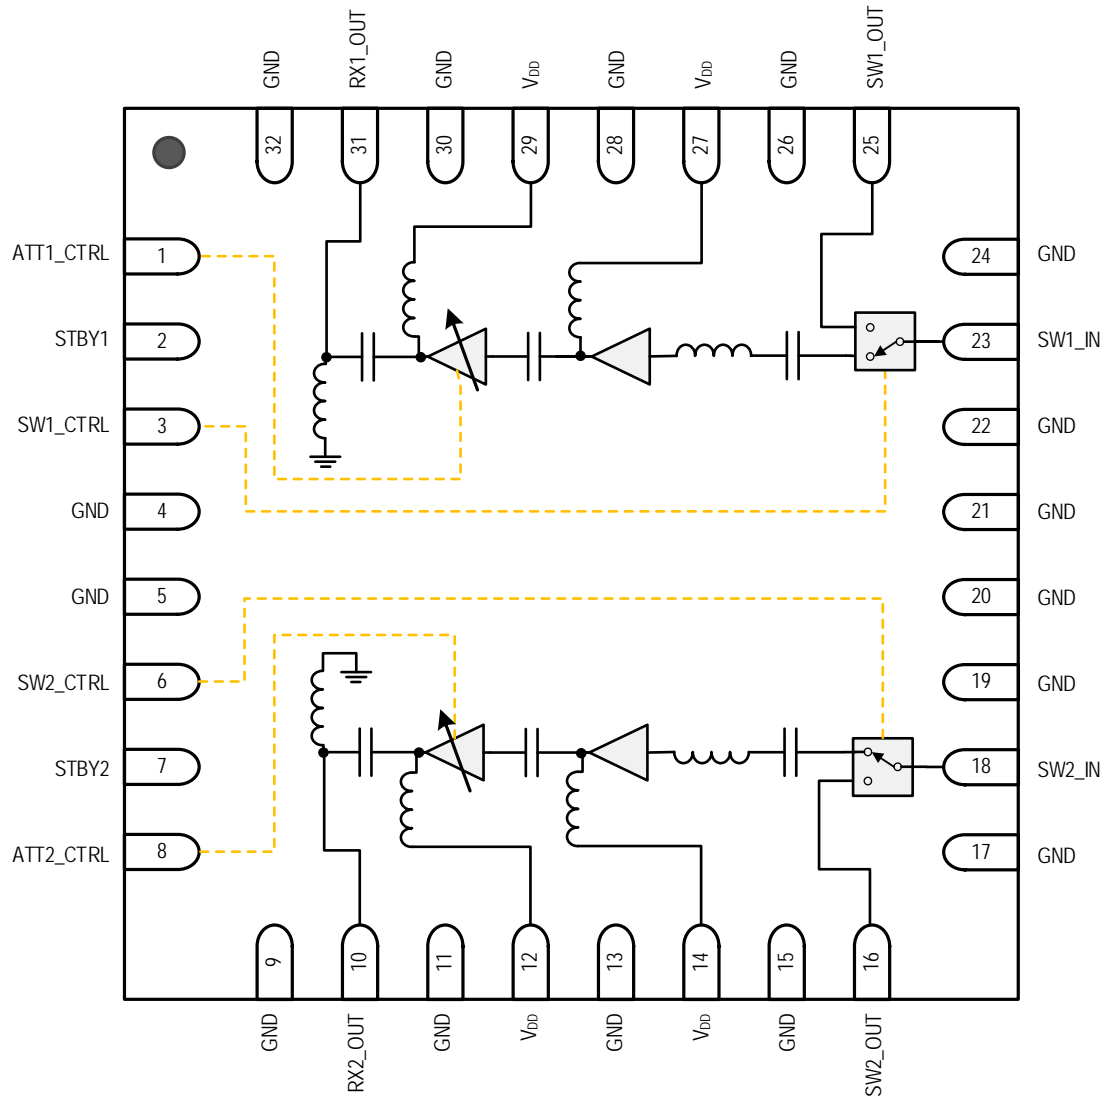 GND
RX1_OUT
GND
VDD
GND
VDD
GND
SW1_OUT
32
31
30
29
28
27
26
25
ATT1_CTRL
1
24
GND
STBY1
2
23
SW1_IN
SW1_CTRL
3
22
GND
GND
4
21
GND
GND
5
20
GND
SW2_CTRL
6
19
GND
STBY2
7
18
SW2_IN
ATT2_CTRL
8
17
GND
9
10
11
12
13
14
15
16
GND
RX2_OUT
GND
VDD
GND
VDD
GND
SW2_OUT